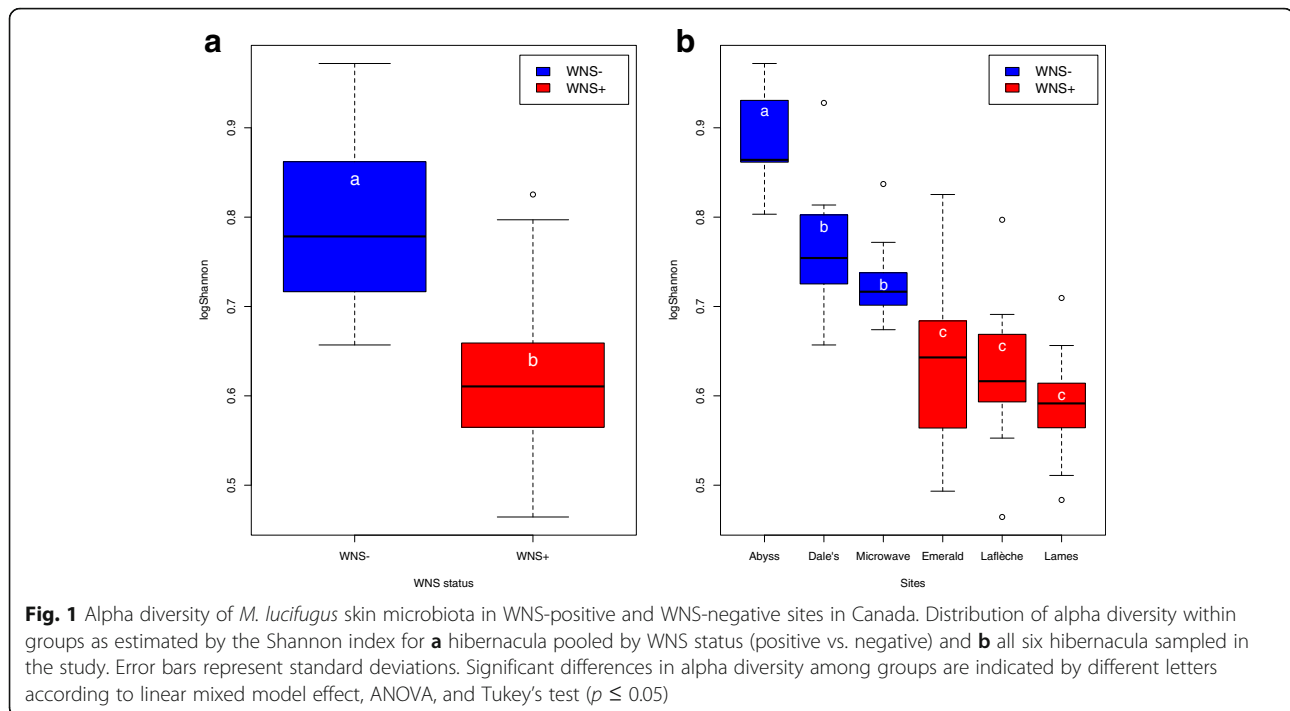 a
WNS-
WNS+
logShannon
0.9
0.8
0.7
0.6
0.5
a
b
WNS-
WNS+
WNS status
b
WNS-
WNS+
logShannon
0.9
0.8
0.7
0.6
0.5
a
b
b
c
c
c
Abyss
Dale's
Microwave
Emerald
Laflèche
Lames
Sites
Fig. 1 Alpha diversity of M. lucifugus skin microbiota in WNS-positive and WNS-negative sites in Canada. Distribution of alpha diversity within
groups as estimated by the Shannon index for a hibernacula pooled by WNS status (positive vs. negative) and b all six hibernacula sampled in
the study. Error bars represent standard deviations. Significant differences in alpha diversity among groups are indicated by different letters
according to linear mixed model effect, ANOVA, and Tukey's test (p ≤ 0.05)